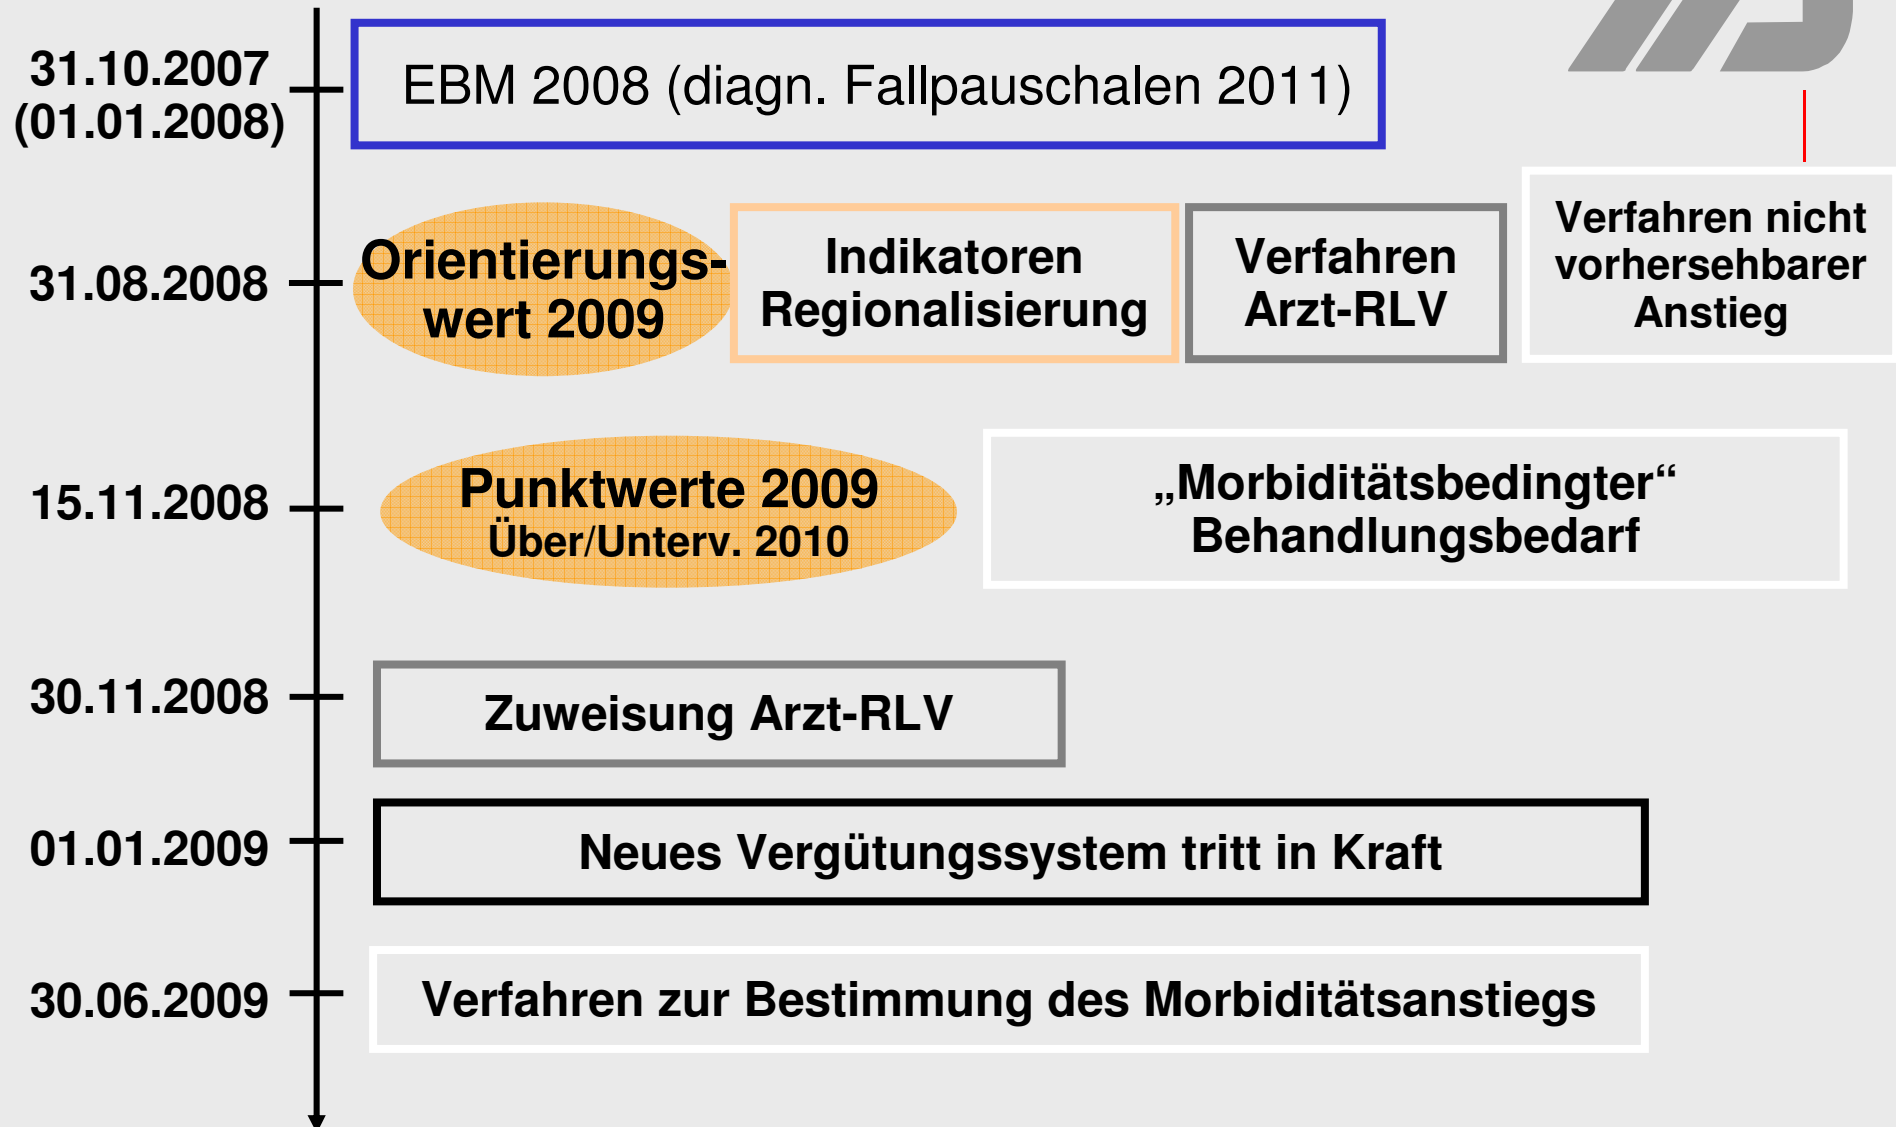 31.10.2007
(01.01.2008)
EBM 2008 (diagn. Fallpauschalen 2011)
31.08.2008
Orientierungs-
wert 2009
Indikatoren
Regionalisierung
Verfahren
Arzt-RLV
Verfahren nicht
vorhersehbarer
Anstieg
15.11.2008
Punktwerte 2009
Über/Unterv. 2010
„Morbiditätsbedingter“
Behandlungsbedarf
30.11.2008
Zuweisung Arzt-RLV
01.01.2009
Neues Vergütungssystem tritt in Kraft
30.06.2009
Verfahren zur Bestimmung des Morbiditätsanstiegs